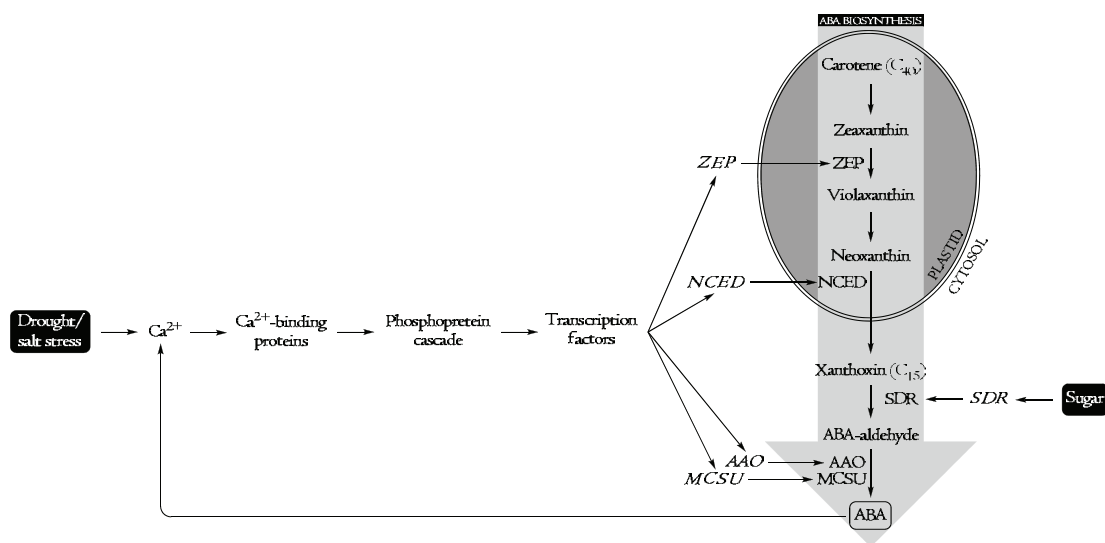 ABA BIOSYNTHESIS
Carotene (C40)
Zeaxanthin
ZEP
ZEP
Violaxanthin
Neoxanthin
PLASTID
CYTOSOL
NCED
NCED
Drought/
salt stress
Ca2+
Ca2+-binding
proteins
Phosphopretein
cascade
Transcription
factors
Xanthoxin (C15)
SDR
SDR
Sugar
ABA-aldehyde
AAO
AAO
MCSU
MCSU
ABA